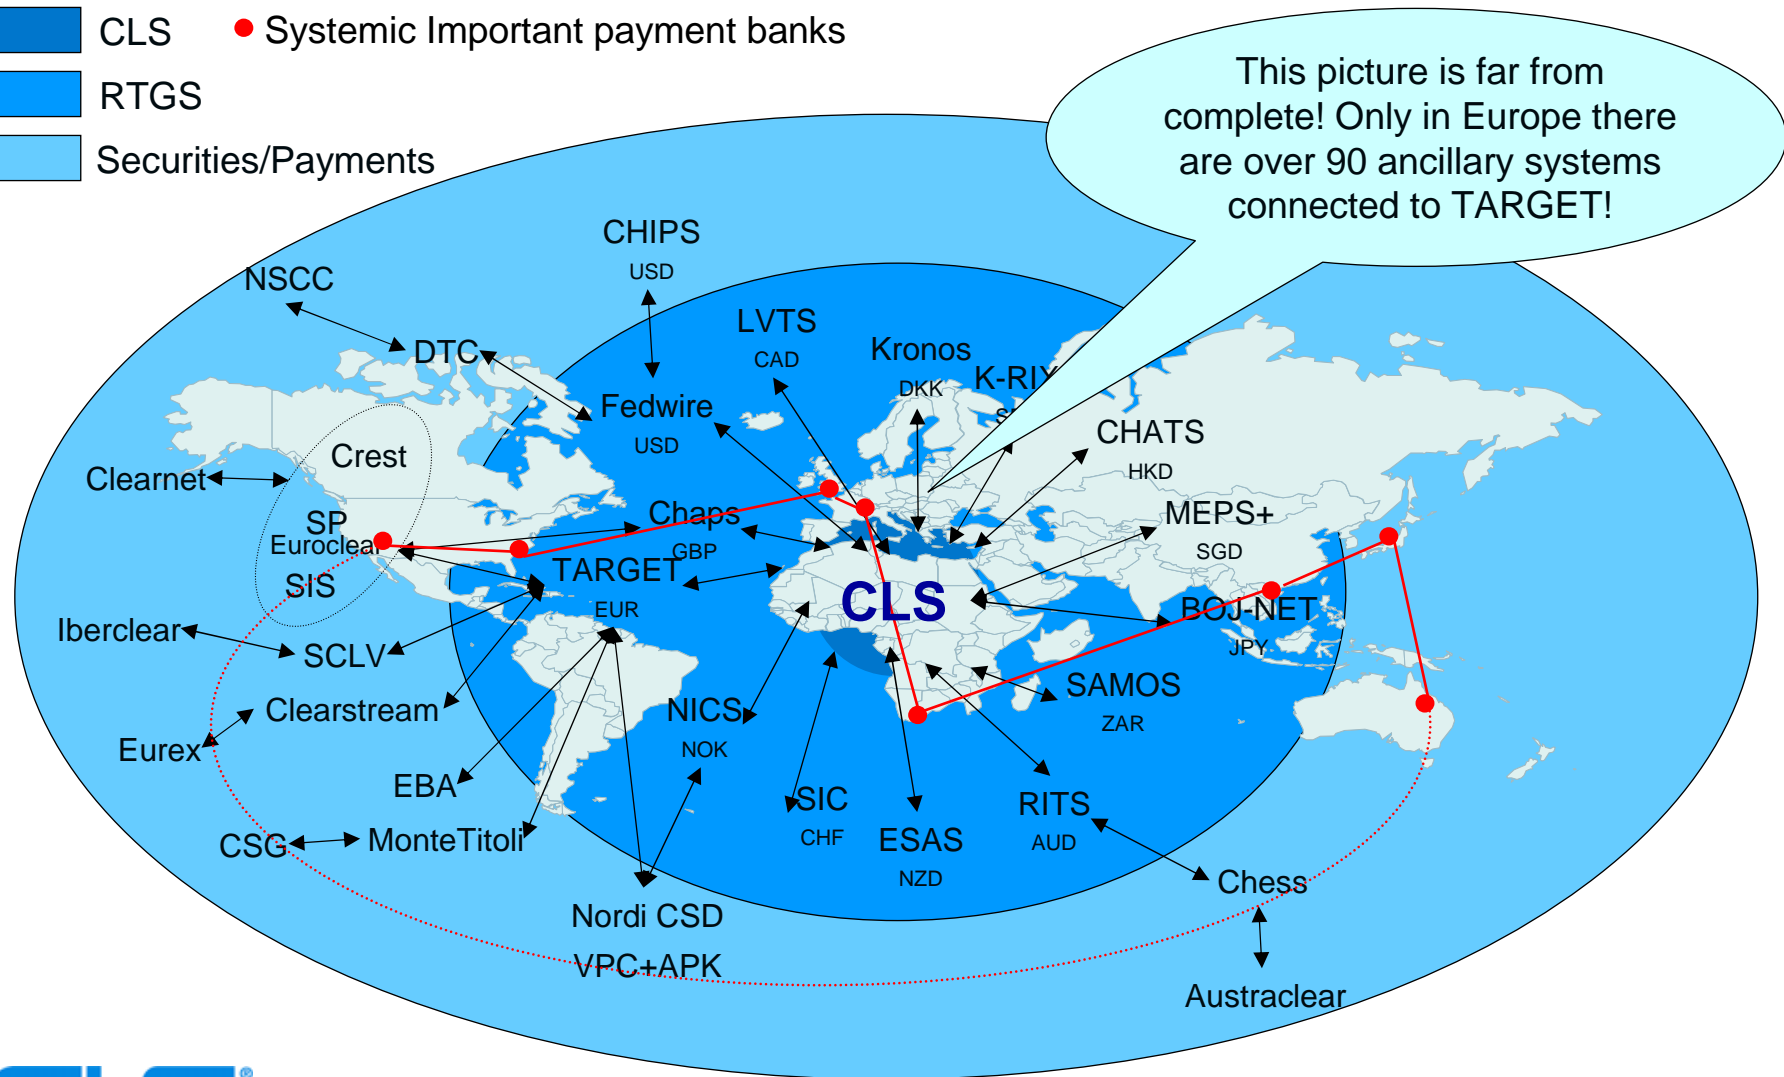 CLS
Systemic Important payment banks
RTGS
Securities/Payments
This picture is far from
complete! Only in Europe there
are over 90 ancillary systems
connected to TARGET!
CHIPS
USD
NSCC
LVTS
CAD
DTC
Kronos
DKK
K-RIX
Fedwire
USD
CHATS
HKD
Crest
Clearnet
SP
Euroclear
SIS
Chaps
GBP
MEPS+
SGD
TARGET
EUR
CLS
BOJ-NET
JPY
Iberclear
SCLV
SAMOS
ZAR
Clearstream
NICS
NOK
Eurex
EBA
SIC
CHF
RITS
AUD
CSG
MonteTitoli
ESAS
NZD
Chess
Nordi CSD
VPC+APK
Austraclear